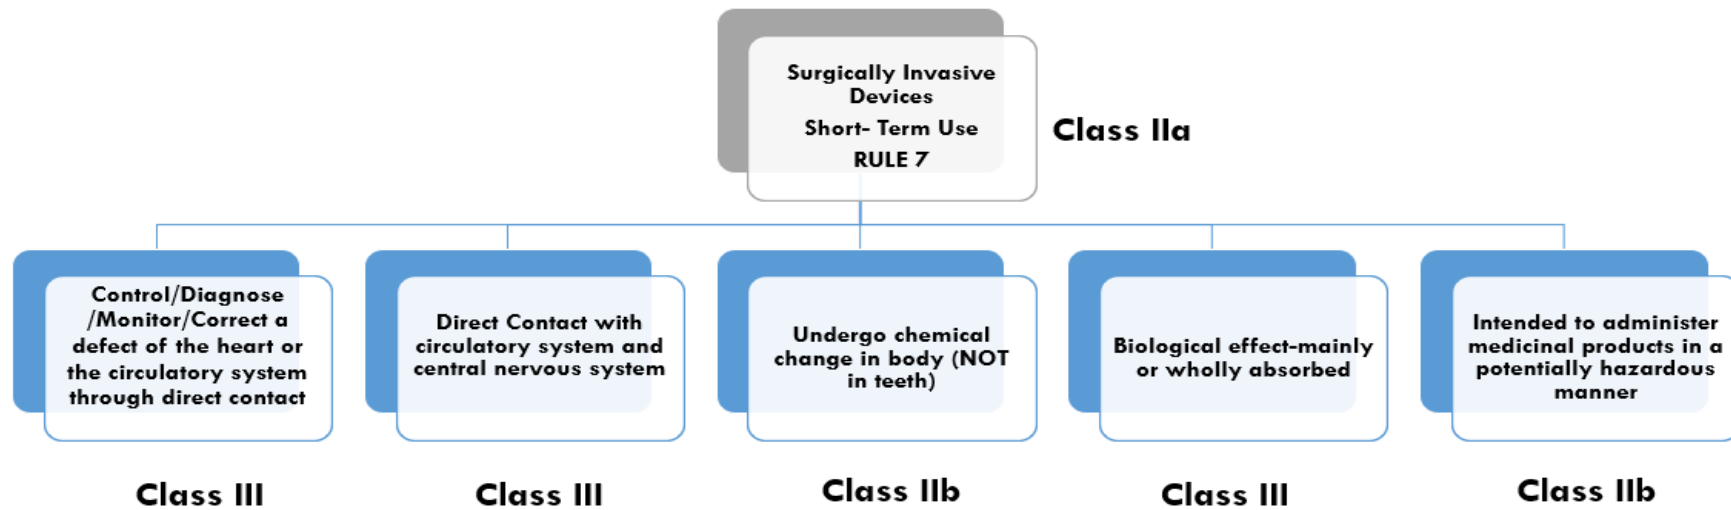 Surgically Invasive
Devices
Short- Term Use
RULE 7
Class IIa
Control/Diagnose
/Monitor/Correct a
defect of the heart or
the circulatory system
through direct contact
Direct Contact with
circulatory system and
central nervous system
Undergo chemical
change in body (NOT
in teeth)
Biological effect-mainly
or wholly absorbed
Intended to administer
medicinal products in a
potentially hazardous
manner
Class III
Class III
Class IIb
Class III
Class IIb